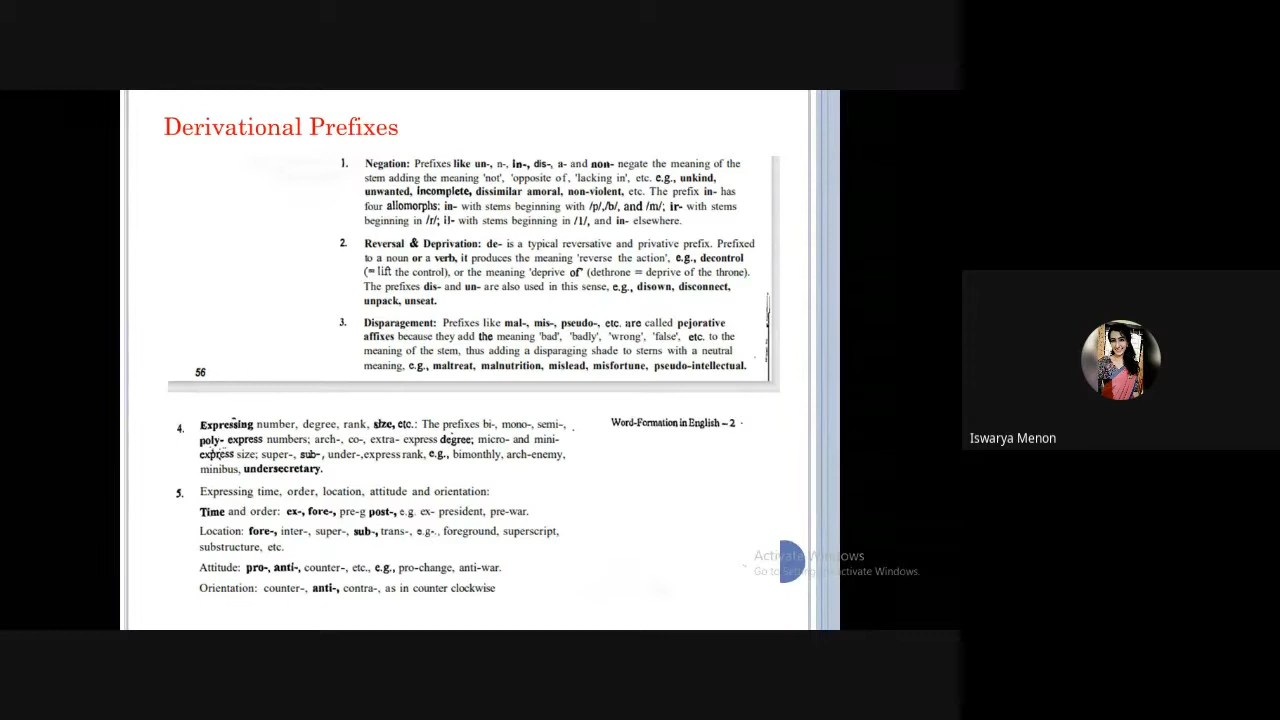 Derivational Prefixes
1. Negation: Prefixes like un-, n-, in-, dis-, a- and non- negate the meaning of the
stem adding the meaning 'not', 'opposite of', 'lacking in', etc. e.g., unkind,
unwanted, incomplete, dissimilar amoral, non-violent, etc. The prefix in- has
four allomorphs: in- with stems beginning with /p/,/b/, and /m/; ir- with stems
beginning in /r/; il- with stems beginning in /1/, and in- elsewhere.
2. Reversal & Deprivation: de- is a typical reversative and privative prefix. Prefixed
to a noun or a verb, it produces the meaning 'reverse the action', e.g., decontrol
(= lift the control), or the meaning 'deprive of' (dethrone = deprive of the throne).
The prefixes dis- and un- are also used in this sense, e.g., disown, disconnect,
unpack, unseat.
3. Disparagement: Prefixes like mal-, mis-, pseudo-, etc. are called pejorative
affixes because they add the meaning 'bad', 'badly', 'wrong', 'false', etc. to the
meaning of the stem, thus adding a disparaging shade to stems with a neutral
meaning, e.g., maltreat, malnutrition, mislead, misfortune, pseudo-intellectual.
56
Word-Formation in English – 2
4. Expressing number, degree, rank, size, etc.: The prefixes bi-, mono-, semi-,
poly- express numbers; arch-, co-, extra- express degree; micro- and mini-
express size; super-, sub-, under-,express rank, e.g., bimonthly, arch-enemy,
minibus, undersecretary.
5. Expressing time, order, location, attitude and orientation:
Time and order: ex-, fore-, pre-g post-, e.g. ex- president, pre-war.
Location: fore-, inter-, super-, sub-, trans-, e.g-., foreground, superscript,
substructure, etc.
Attitude: pro-, anti-, counter-, etc., e.g., pro-change, anti-war.
Orientation: counter-, anti-, contra-, as in counter clockwise
Activate Windows
Go to Settings to activate Windows.
Iswarya Menon